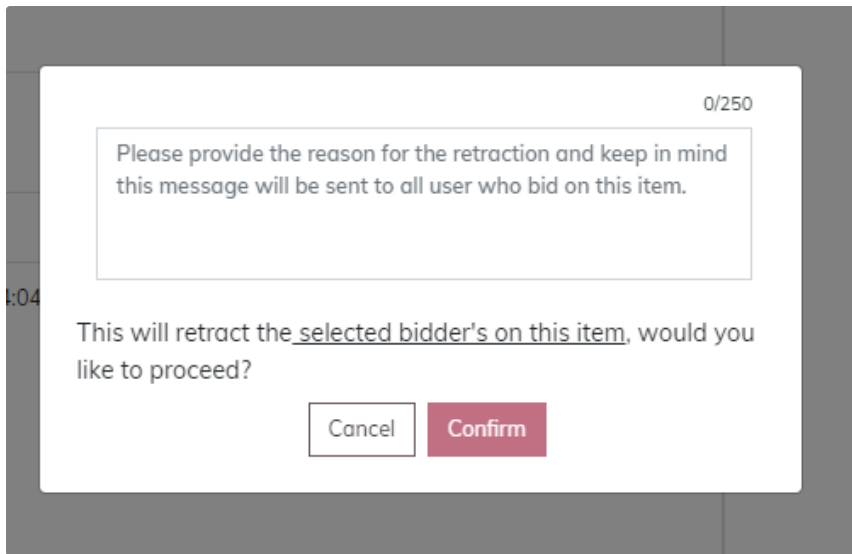 0/250
Please provide the reason for the retraction and keep in mind
this message will be sent to all user who bid on this item.
4:04
This will retract the selected bidder's on this item, would you
like to proceed?
Cancel
Confirm